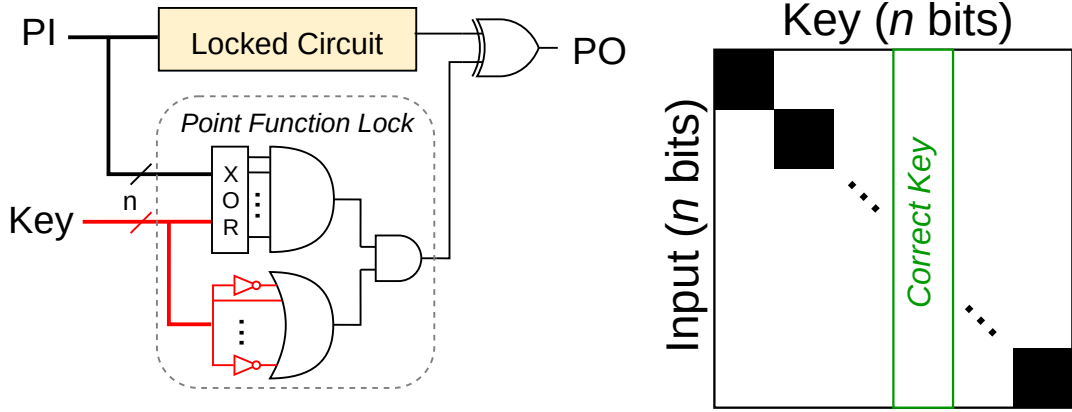 PI
Locked Circuit
PO
Point Function Lock
n
X
O
R
Key
Key (n bits)
Input (n bits)
Correct Key